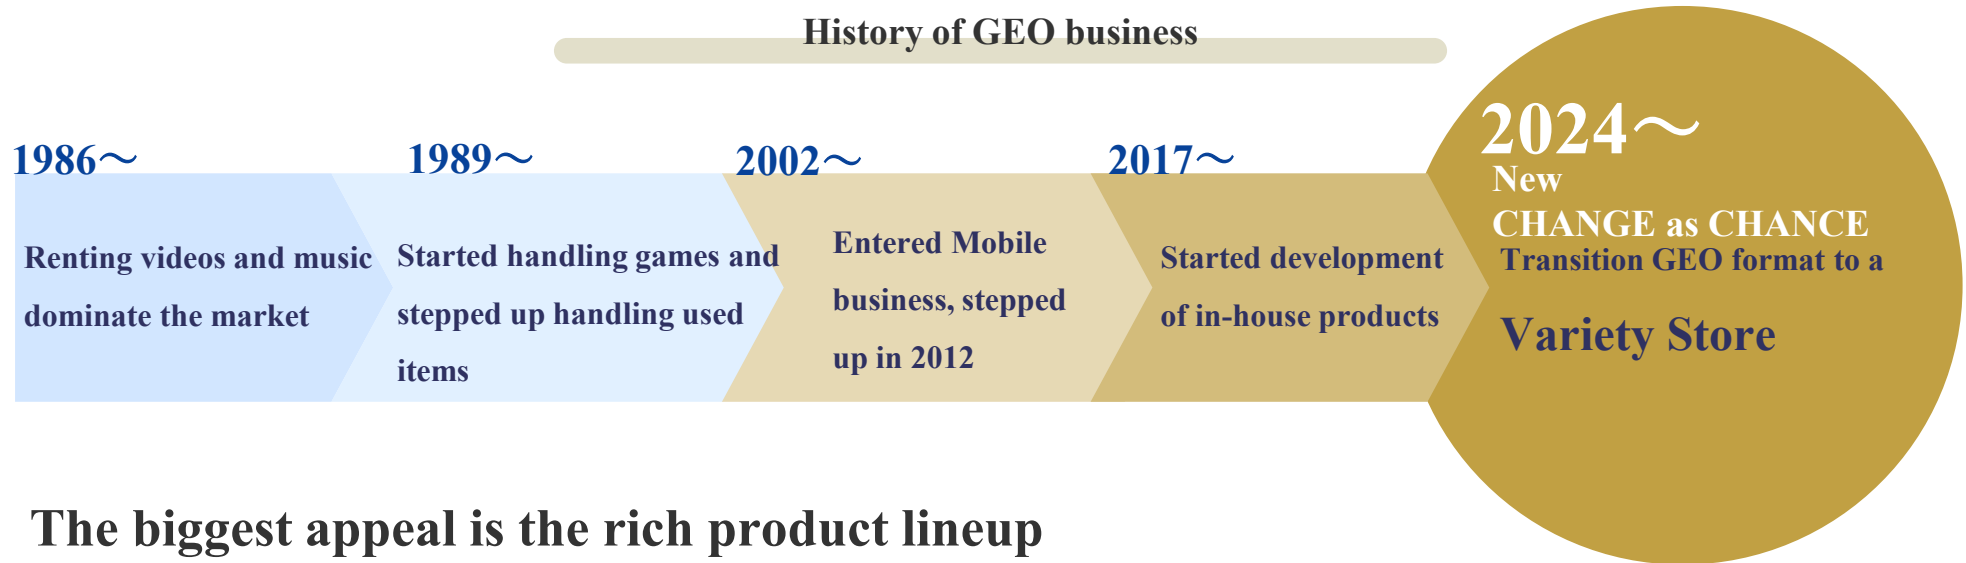 History of GEO business
1986～
Renting videos and music
dominate the market
1989～
Started handling games and
stepped up handling used
items
2002～
Entered Mobile
business, stepped
up in 2012
2017～
Started development
of in-house products
2024～
New
CHANGE as CHANCE
Transition GEO format to a
Variety Store
The biggest appeal is the rich product lineup